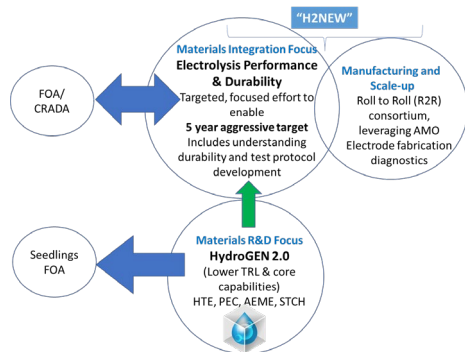 “H2NEW”
Materials Integration Focus
Electrolysis Performance
& Durability
Targeted, focused effort to
enable
5 year aggressive target
Includes understanding
durability and test protocol
development
Manufacturing and
Scale-up
Roll to Roll (R2R)
consortium,
leveraging AMO
Electrode fabrication
diagnostics
FOA/
CRADA
Materials R&D Focus
HydroGEN 2.0
(Lower TRL & core
capabilities)
HTE, PEC, AEME, STCH
Seedlings
FOA